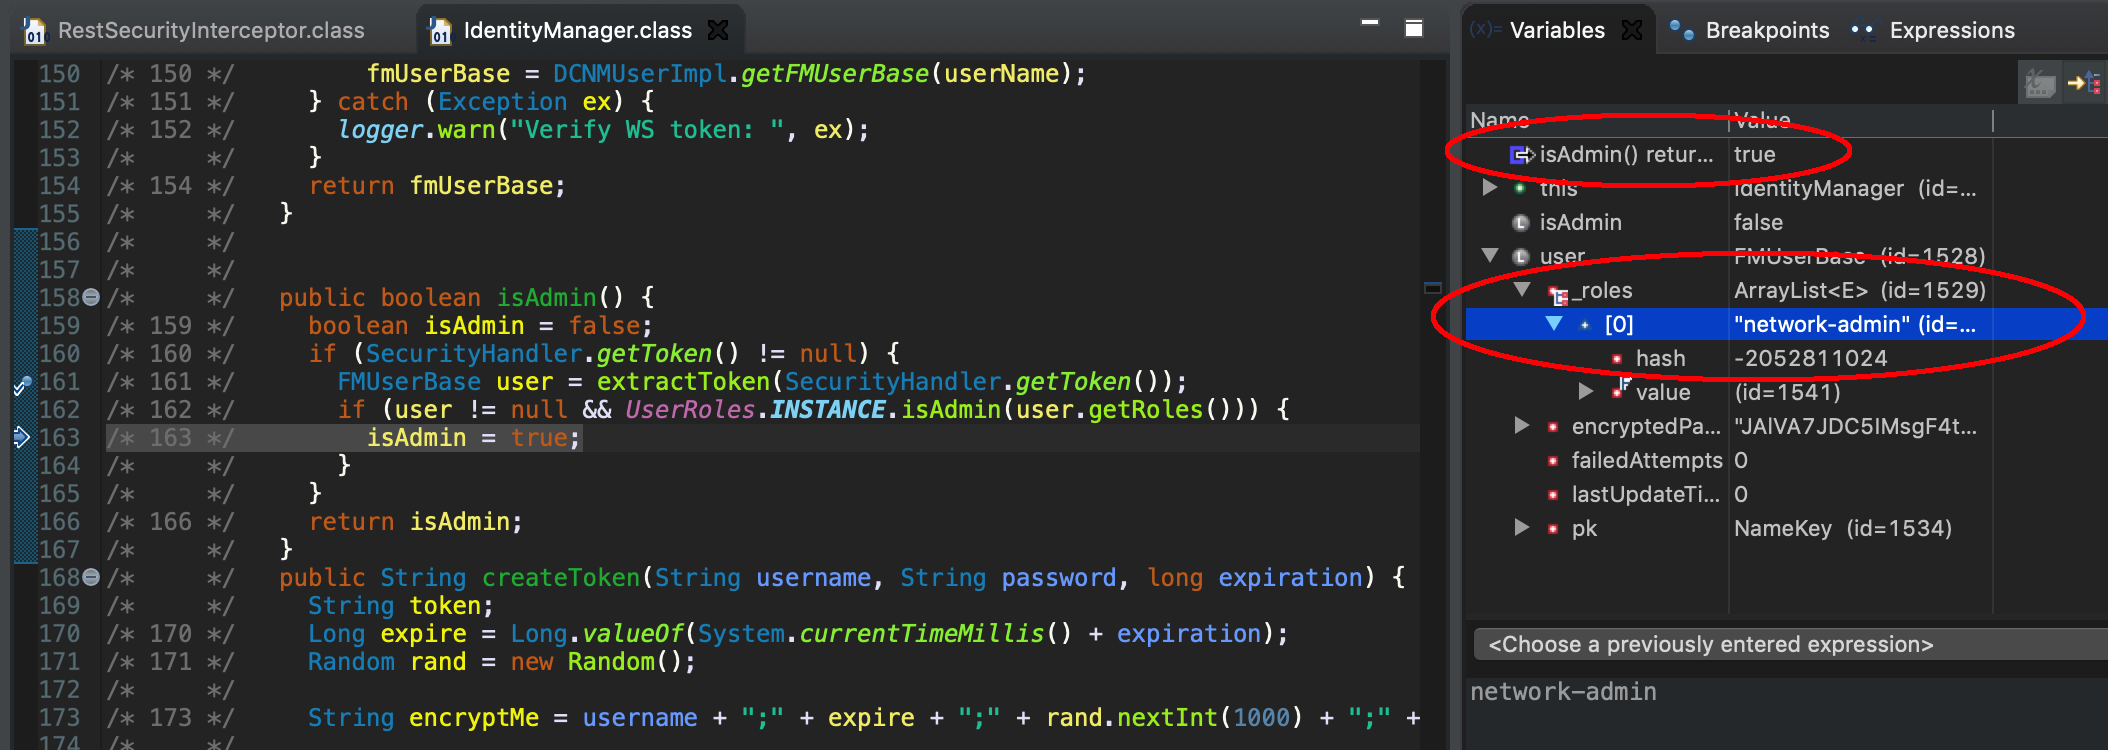 RestSecurityInterceptor.class IdentityManager.class
150 /* 150 */ fmUserBase = DCNMUserImpl.getFMUserBase(userName);
151 /* 151 */ } catch (Exception ex) {
152 /* 152 */ logger.warn("Verify WS token: ", ex);
153 /* */ }
154 /* 154 */ return fmUserBase;
155 /* */ }
156 /* */
157 /* */
158 /* */ public boolean isAdmin() {
159 /* 159 */ boolean isAdmin = false;
160 /* 160 */ if (SecurityHandler.getToken() != null) {
161 /* 161 */ FMUserBase user = extractToken(SecurityHandler.getToken());
162 /* 162 */ if (user != null && UserRoles.INSTANCE.isAdmin(user.getRoles())) {
163 /* 163 */ isAdmin = true;
164 /* */ }
165 /* */ }
166 /* 166 */ return isAdmin;
167 /* */ }
168 /* */ public String createToken(String username, String password, long expiration) {
169 /* */ String token;
170 /* 170 */ Long expire = Long.valueOf(System.currentTimeMillis() + expiration);
171 /* 171 */ Random rand = new Random();
172 /* */
173 /* 173 */ String encryptMe = username + ";" + expire + ";" + rand.nextInt(1000) + ";" +
174 /* */
(x)= Variables Breakpoints Expressions
Name Value
isAdmin() retur... true
this IdentityManager (id=...
isAdmin false
user FMUserBase (id=1528)
_roles ArrayList<E> (id=1529)
[0] "network-admin" (id=...
hash -2052811024
value (id=1541)
encryptedPa... "JAlVA7JDC5IMsgF4t...
failedAttempts 0
lastUpdateTi... 0
pk NameKey (id=1534)
<Choose a previously entered expression>
network-admin